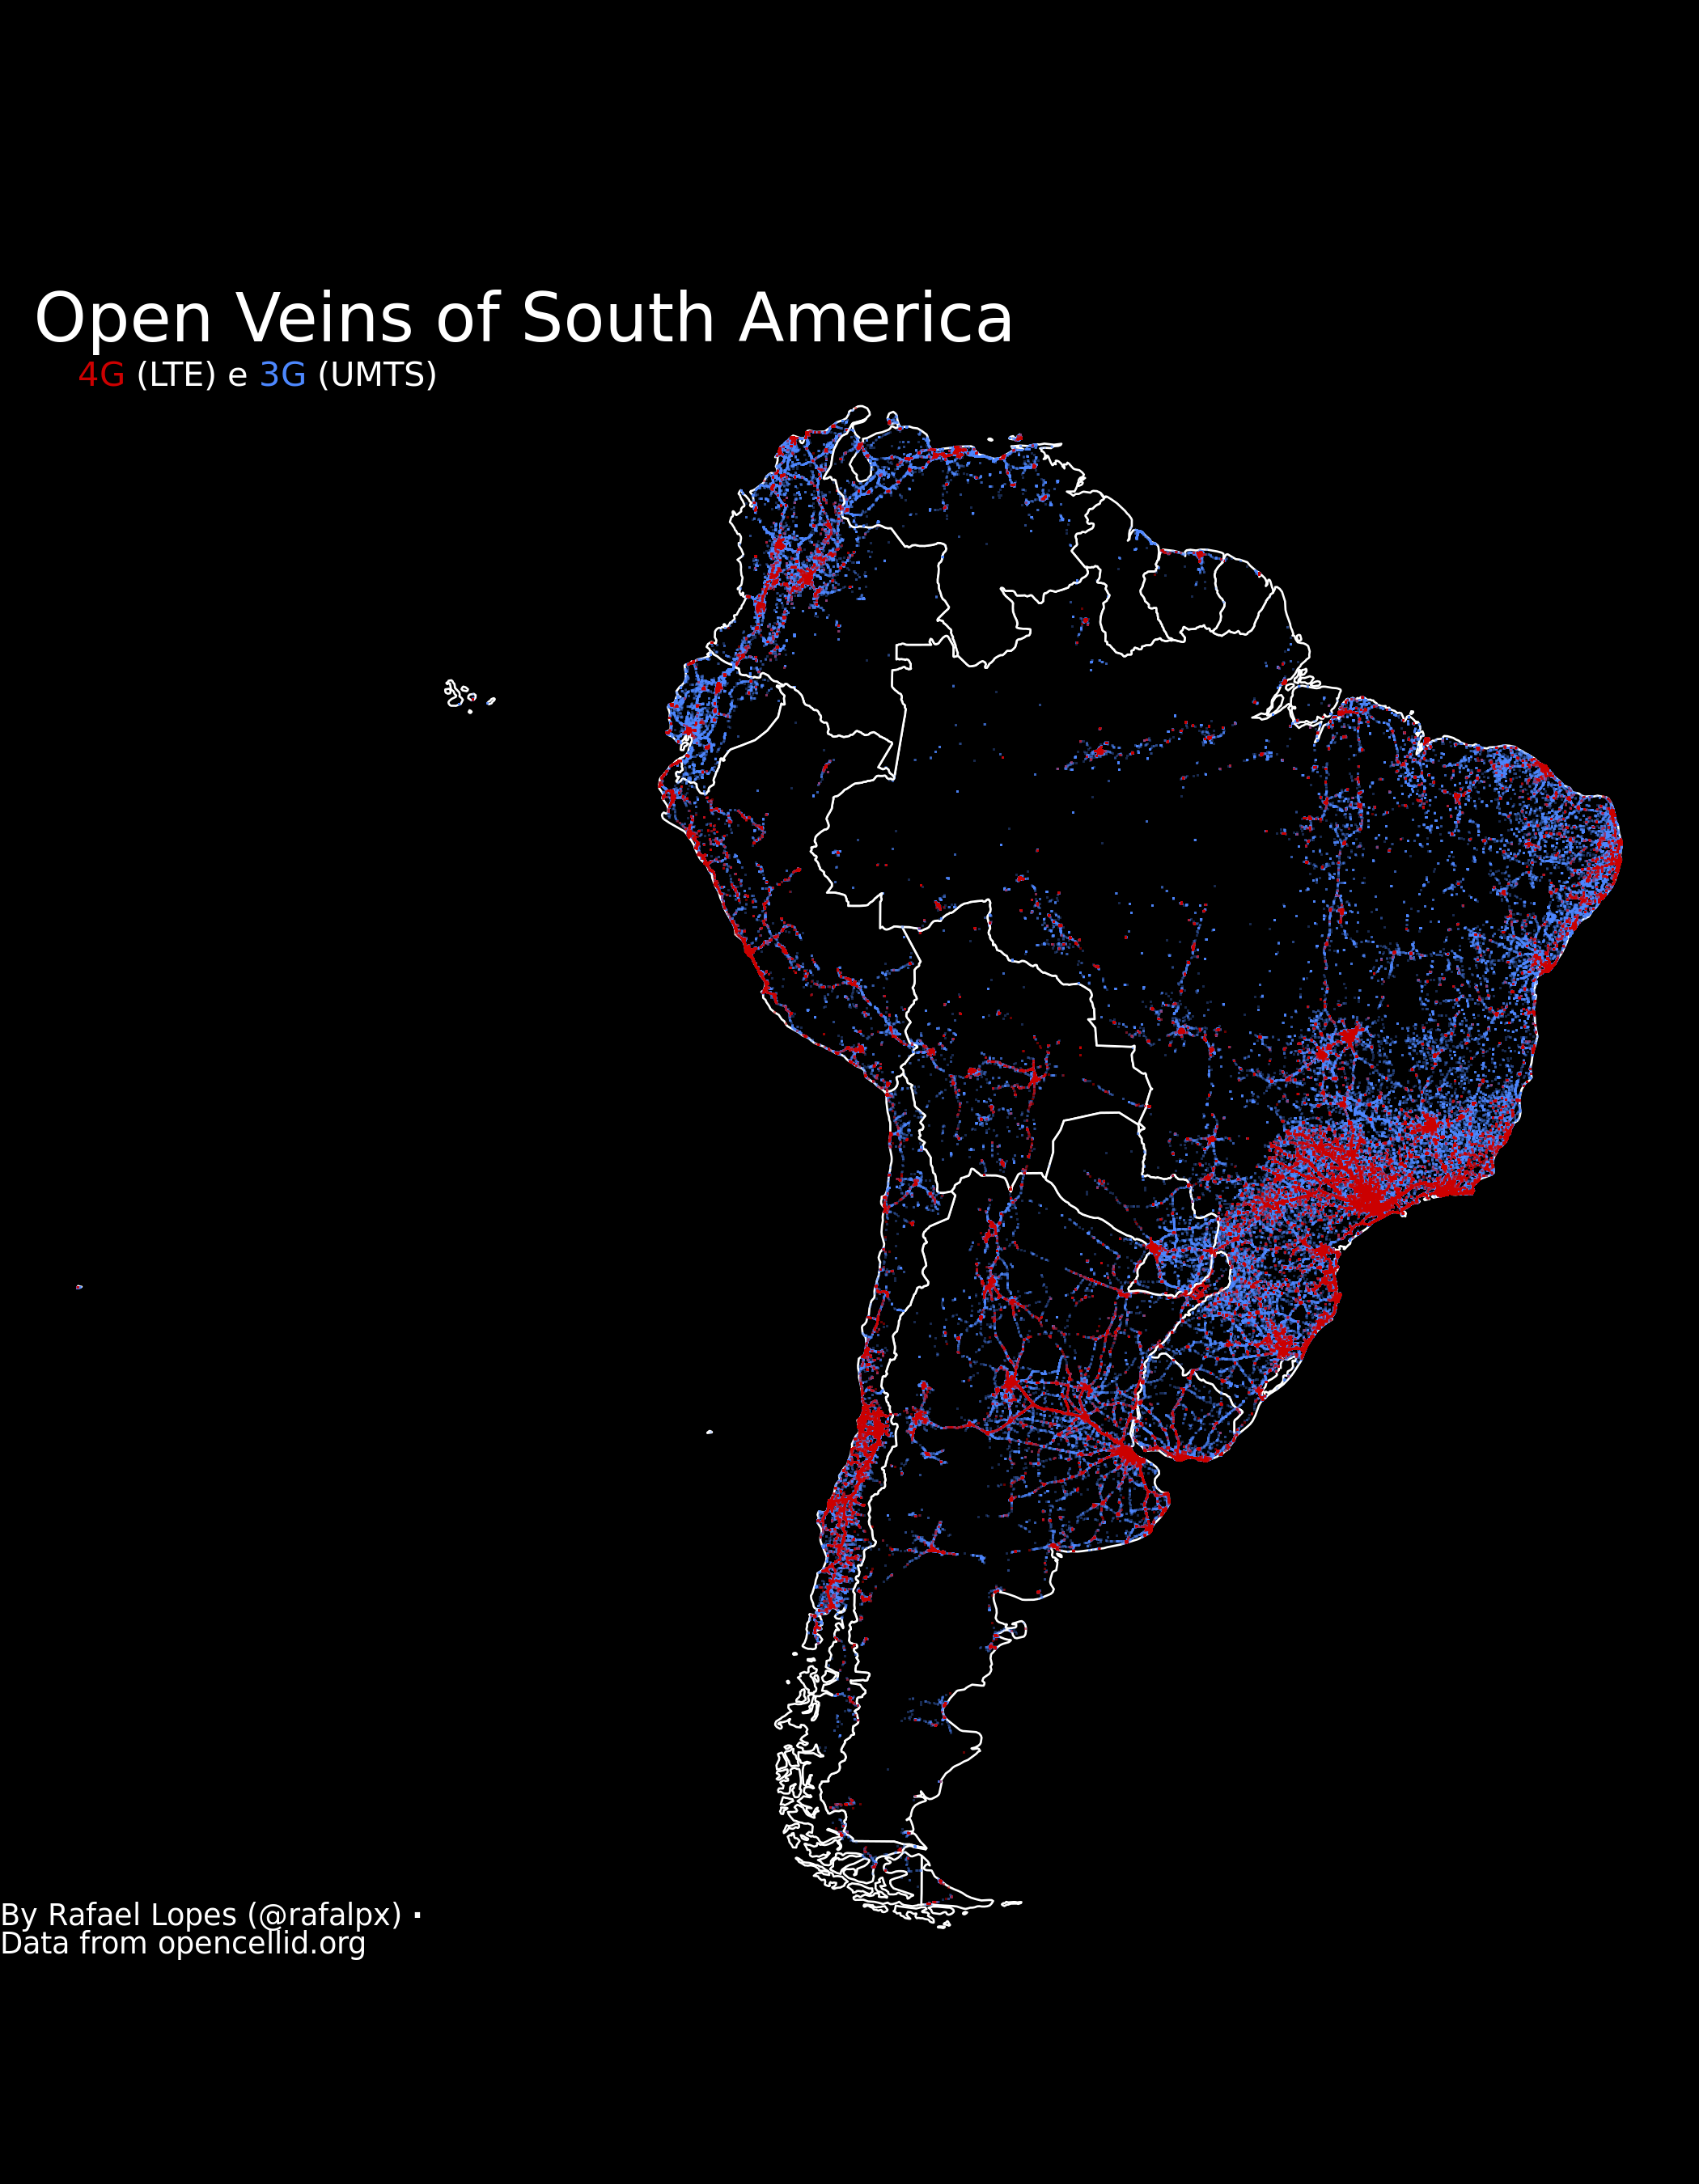 Open Veins of South America
4G (LTE) e 3G (UMTS)
By Rafael Lopes (@rafalpx) ·
Data from opencellid.org